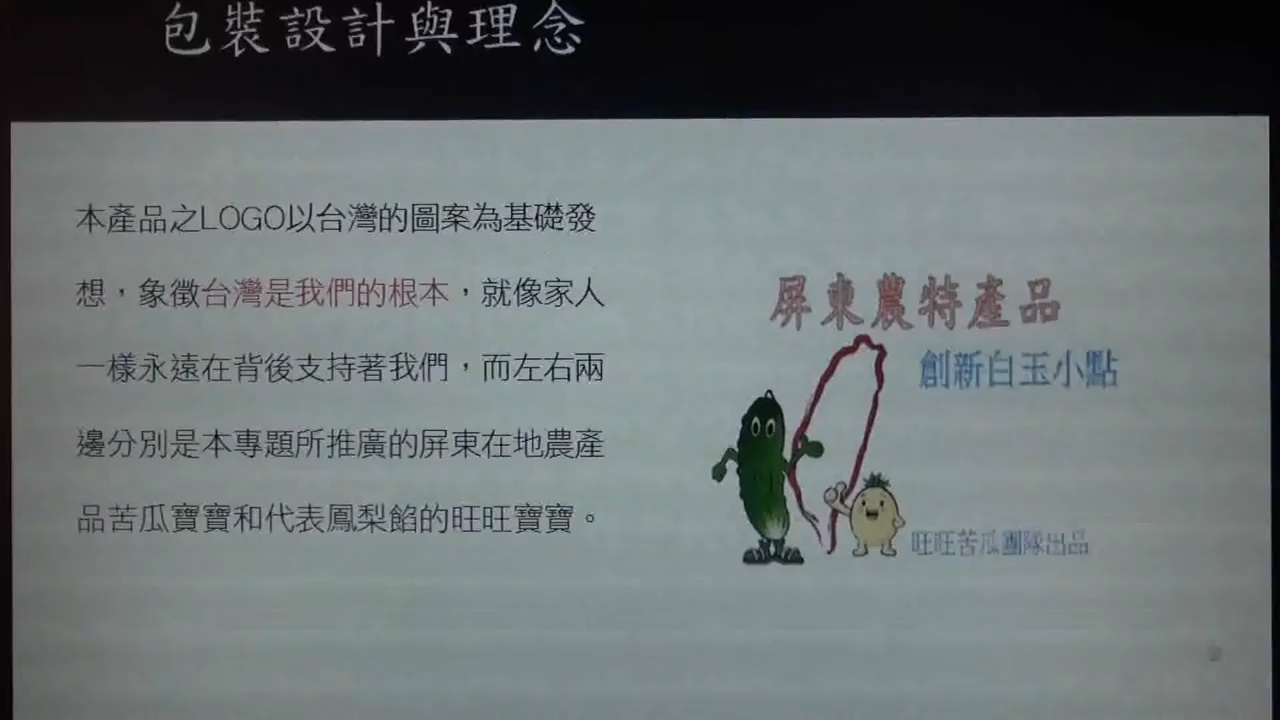 包裝設計與理念
本產品之LOGO以台灣的圖案為基礎發
想，象徵台灣是我們的根本，就像家人
一樣永遠在背後支持著我們，而左右兩
邊分別是本專題所推廣的屏東在地農產
品苦瓜寶寶和代表鳳梨餡的旺旺寶寶。
屏東農特產品
創新白玉小點
旺旺苦瓜團隊出品